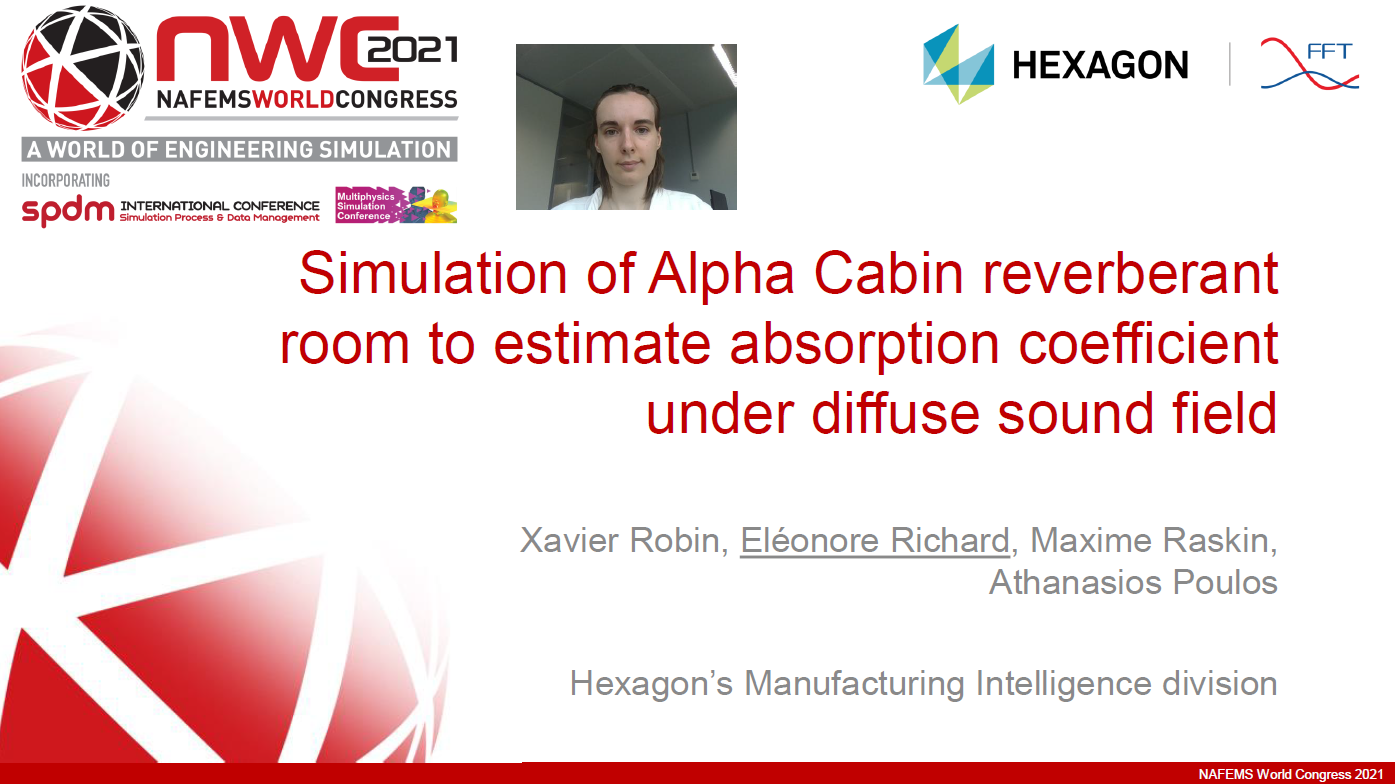 NWC 2021
NAFEMSWORLDCONGRESS
A WORLD OF ENGINEERING SIMULATION
INCORPORATING
spdm INTERNATIONAL CONFERENCE
Simulation Process & Data Management
Multiphysics
Simulation
Conference
HEXAGON
FFT
Simulation of Alpha Cabin reverberant
room to estimate absorption coefficient
under diffuse sound field
Xavier Robin, Eléonore Richard, Maxime Raskin,
Athanasios Poulos
Hexagon’s Manufacturing Intelligence division
NAFEMS World Congress 2021